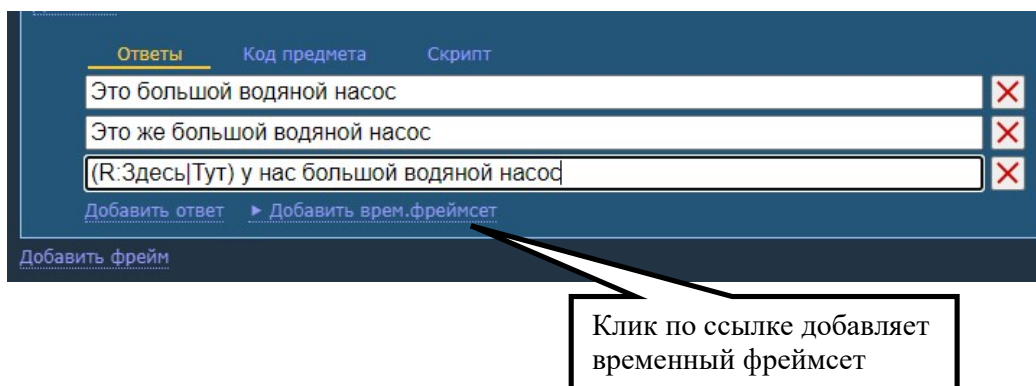 Ответы Код предмета Скрипт
Это большой водяной насос
Это же большой водяной насос
(R:Здесь|Тут) у нас большой водяной насос
Добавить ответ ► Добавить врем.фреймсет
Добавить фрейм
Клик по ссылке добавляет
временный фреймсет